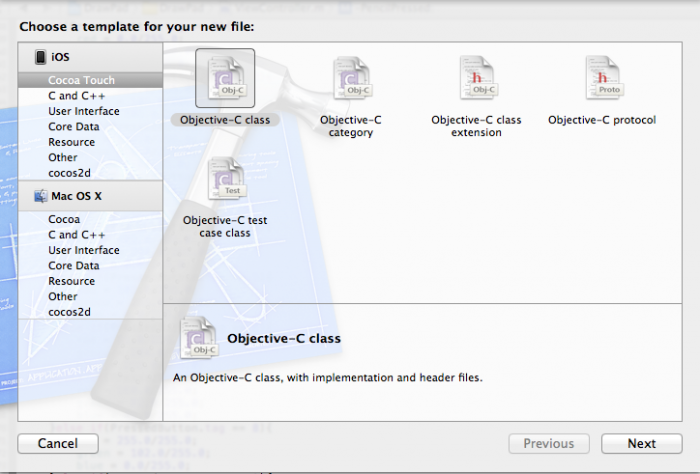 Choose a template for your new file:
iOS
Cocoa Touch
C and C++
User Interface
Core Data
Resource
Other
cocos2d
Mac OS X
Cocoa
C and C++
User Interface
Core Data
Resource
Other
cocos2d
Obj-C
Objective-C class
Obj-C
Objective-C
category
Obj-C
Objective-C class
extension
Proto
Objective-C protocol
Test
Objective-C test
case class
Obj-C
Objective-C class
An Objective-C class, with implementation and header files.
Cancel
Previous
Next